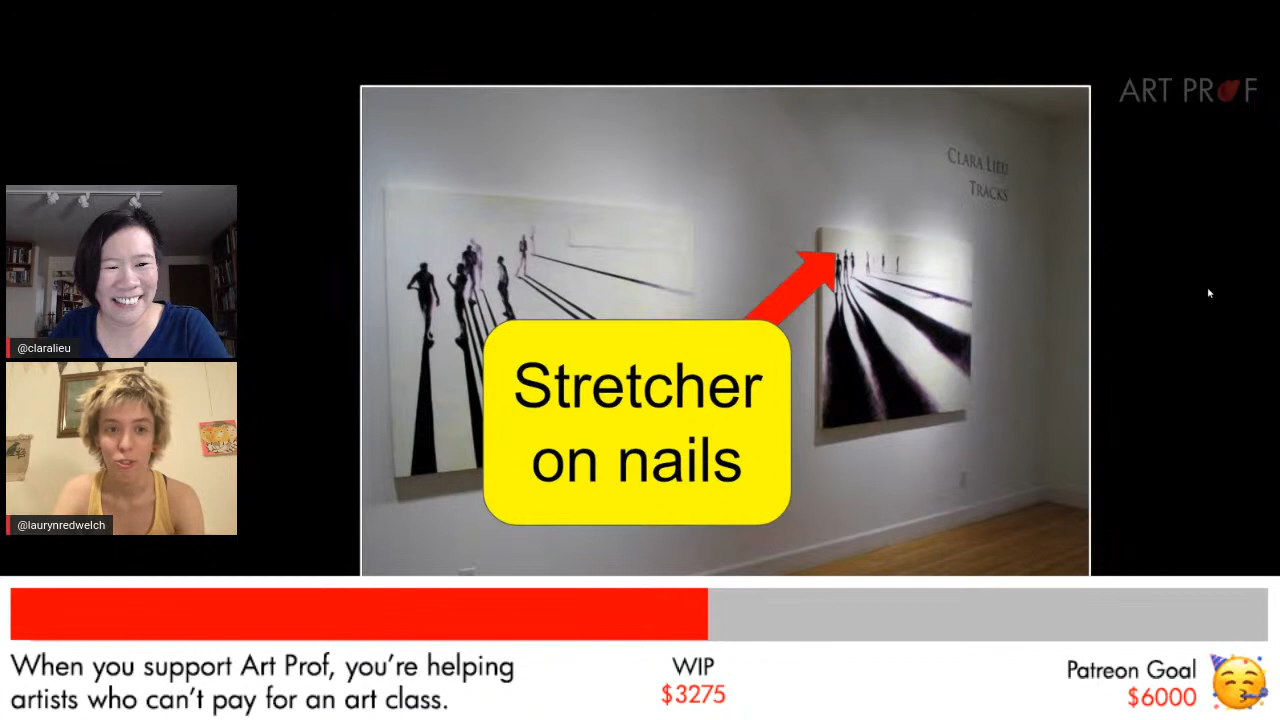 ART PROF
CLARA LIEU
TRACKS
@claralieu
Stretcher
on nails
@laurynredwelch
When you support Art Prof, you're helping
artists who can't pay for an art class.
WIP
$3275
Patreon Goal
$6000